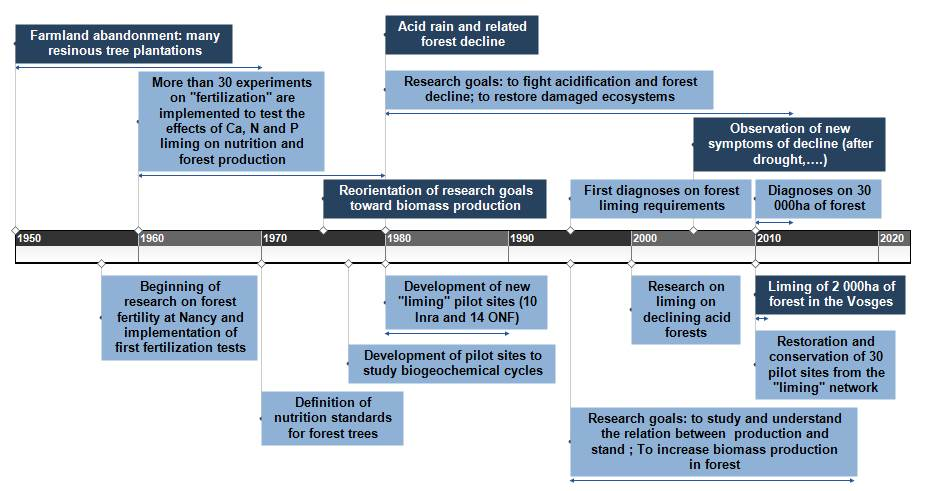 Farmland abandonment: many
resinous tree plantations
Acid rain and related
forest decline
More than 30 experiments
on "fertilization" are
implemented to test the
effects of Ca, N and P
liming on nutrition and
forest production
Research goals: to fight acidification and forest
decline; to restore damaged ecosystems
Observation of new
symptoms of decline (after
drought,....)
Reorientation of research goals
toward biomass production
First diagnoses on forest
liming requirements
Diagnoses on 30
000ha of forest
1950 1960 1970 1980 1990 2000 2010 2020
Beginning of
research on forest
fertility at Nancy and
implementation of
first fertilization tests
Development of new
"liming" pilot sites (10
Inra and 14 ONF)
Research on
liming on
declining acid
forests
Liming of 2 000ha of
forest in the Vosges
Development of pilot sites to
study biogeochemical cycles
Restoration and
conservation of 30
pilot sites from the
"liming" network
Definition of
nutrition standards
for forest trees
Research goals: to study and understand
the relation between production and
stand ; To increase biomass production
in forest